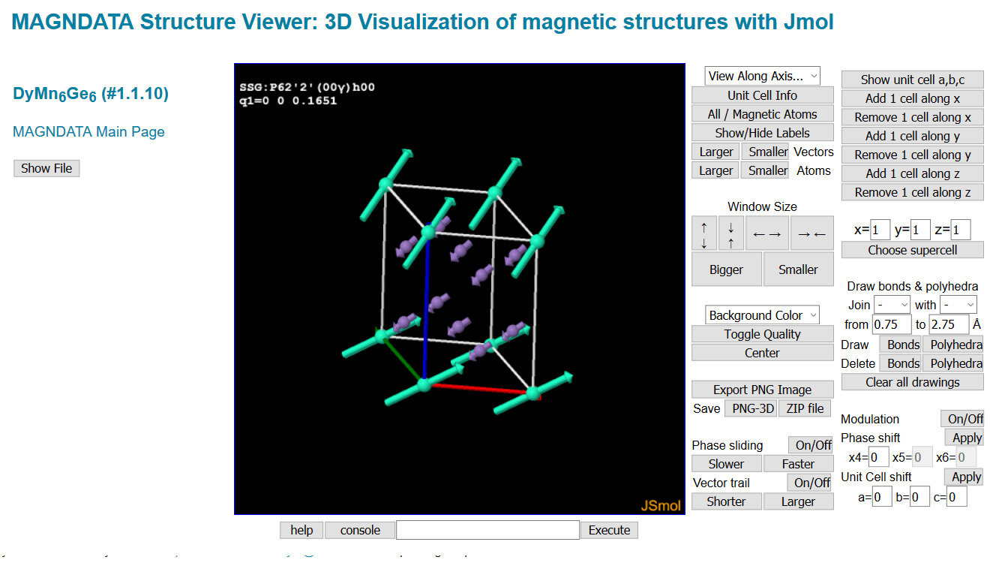 MAGNDATA Structure Viewer: 3D Visualization of magnetic structures with Jmol
DyMn6Ge6 (#1.1.10)
MAGNDATA Main Page
Show File
SSG:P62'2'(00γ)h00
q1=0 0 0.1651
JSmol
help console Execute
View Along Axis...
Unit Cell Info
All / Magnetic Atoms
Show/Hide Labels
Larger Smaller Vectors
Larger Smaller Atoms
Window Size
↑ ↓ ↓ ↑ ←→ →←
Bigger Smaller
Background Color
Toggle Quality
Center
Export PNG Image
Save PNG-3D ZIP file
Phase sliding On/Off
Slower Faster
Vector trail On/Off
Shorter Larger
Show unit cell a,b,c
Add 1 cell along x
Remove 1 cell along x
Add 1 cell along y
Remove 1 cell along y
Add 1 cell along z
Remove 1 cell along z
x=1 y=1 z=1
Choose supercell
Draw bonds & polyhedra
Join - with -
from 0.75 to 2.75 Å
Draw Bonds Polyhedra
Delete Bonds Polyhedra
Clear all drawings
Modulation On/Off
Phase shift Apply
x4=0 x5=0 x6=0
Unit Cell shift Apply
a=0 b=0 c=0